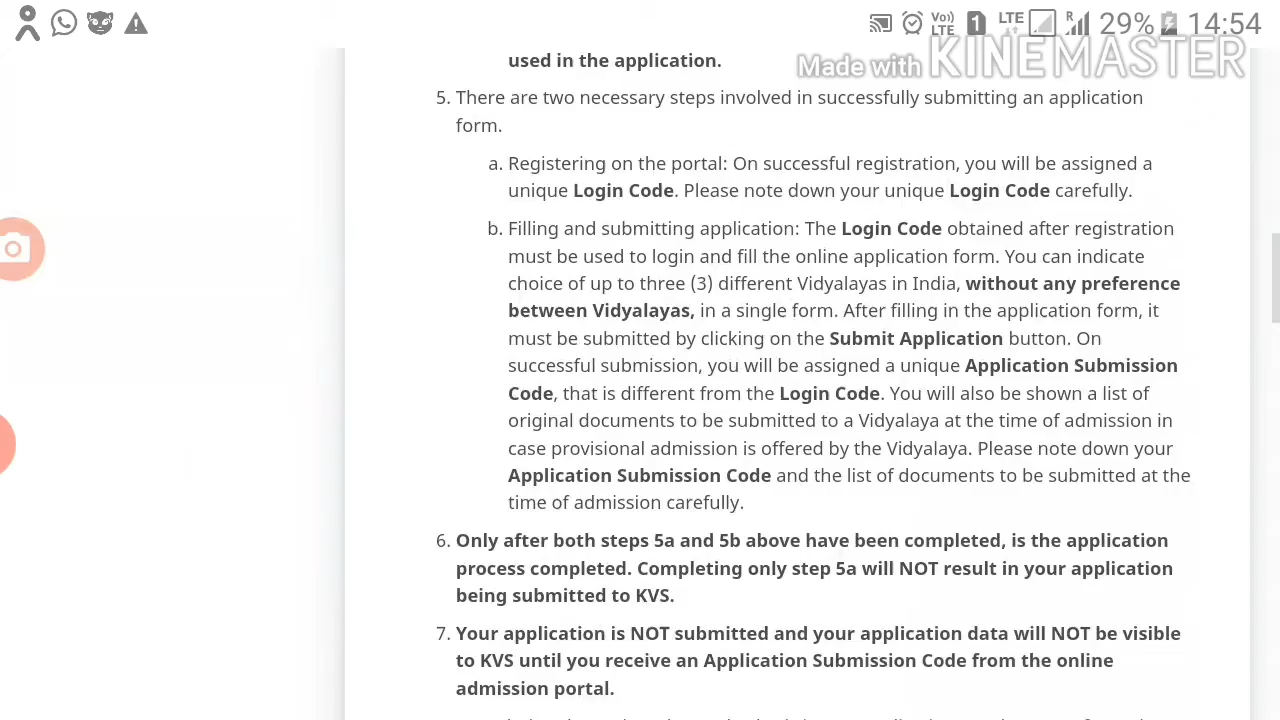 Vo) LTE 1 LTE R 29% 14:54
Made with KINEMASTER
used in the application.
5. There are two necessary steps involved in successfully submitting an application
form.
a. Registering on the portal: On successful registration, you will be assigned a
unique Login Code. Please note down your unique Login Code carefully.
b. Filling and submitting application: The Login Code obtained after registration
must be used to login and fill the online application form. You can indicate
choice of up to three (3) different Vidyalayas in India, without any preference
between Vidyalayas, in a single form. After filling in the application form, it
must be submitted by clicking on the Submit Application button. On
successful submission, you will be assigned a unique Application Submission
Code, that is different from the Login Code. You will also be shown a list of
original documents to be submitted to a Vidyalaya at the time of admission in
case provisional admission is offered by the Vidyalaya. Please note down your
Application Submission Code and the list of documents to be submitted at the
time of admission carefully.
6. Only after both steps 5a and 5b above have been completed, is the application
process completed. Completing only step 5a will NOT result in your application
being submitted to KVS.
7. Your application is NOT submitted and your application data will NOT be visible
to KVS until you receive an Application Submission Code from the online
admission portal.